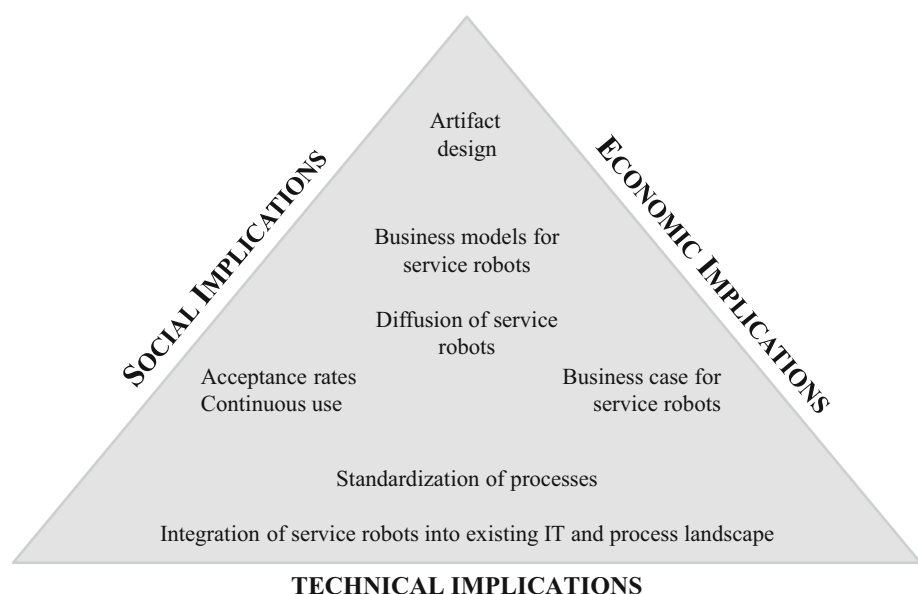 Artifact
design
SOCIAL IMPLICATIONS
ECONOMIC IMPLICATIONS
Business models for
service robots
Diffusion of service
robots
Acceptance rates
Continuous use
Business case for
service robots
Standardization of processes
Integration of service robots into existing IT and process landscape
TECHNICAL IMPLICATIONS